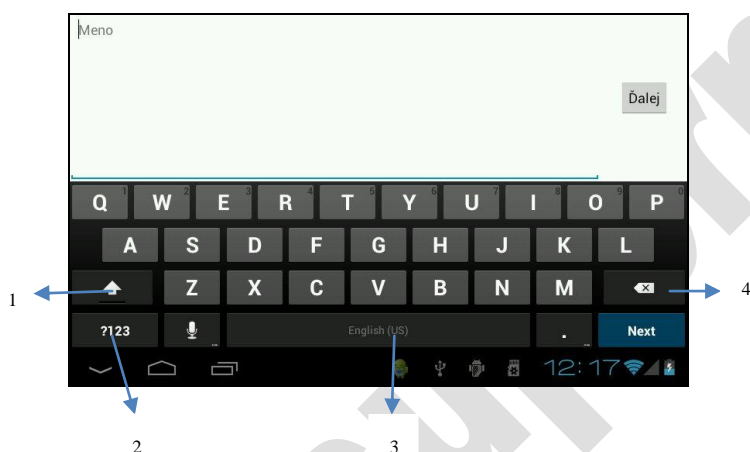 Meno
Ďalej
Q 1 W 2 E 3 R 4 T 5 Y 6 U 7 I 8 O 9 P 0
A S D F G H J K L
1 Z X C V B N M 4
?123 English (US) . Next
12:17
2 3